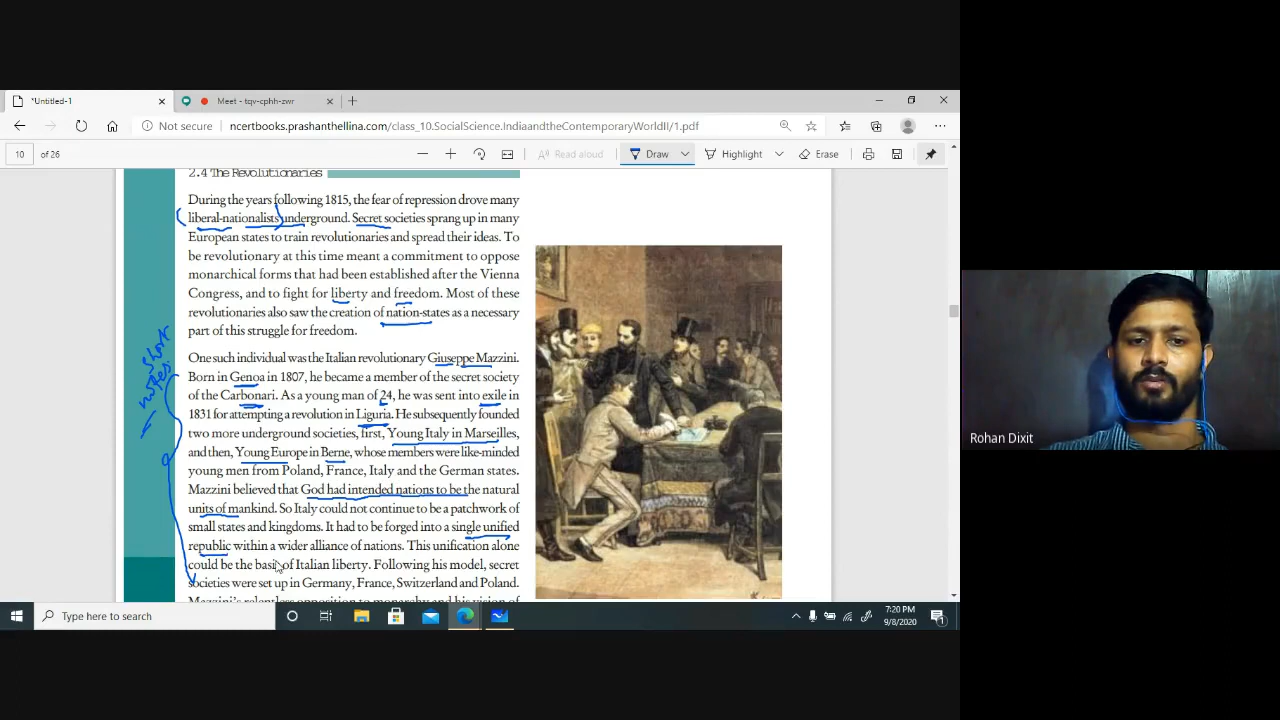 *Untitled-1
Meet - tqv-cphh-zwr
Not secure
ncertbooks.prashanthellina.com/class_10.SocialScience.IndiaandtheContemporaryWorldII/1.pdf
10 of 26
Read aloud
Draw
Highlight
Erase
2.4 The Revolutionaries
During the years following 1815, the fear of repression drove many
liberal-nationalists underground. Secret societies sprang up in many
European states to train revolutionaries and spread their ideas. To
be revolutionary at this time meant a commitment to oppose
monarchical forms that had been established after the Vienna
Congress, and to fight for liberty and freedom. Most of these
revolutionaries also saw the creation of nation-states as a necessary
part of this struggle for freedom.
One such individual was the Italian revolutionary Giuseppe Mazzini.
Born in Genoa in 1807, he became a member of the secret society
of the Carbonari. As a young man of 24, he was sent into exile in
1831 for attempting a revolution in Liguria. He subsequently founded
two more underground societies, first, Young Italy in Marseilles,
and then, Young Europe in Berne, whose members were like-minded
young men from Poland, France, Italy and the German states.
Mazzini believed that God had intended nations to be the natural
units of mankind. So Italy could not continue to be a patchwork of
small states and kingdoms. It had to be forged into a single unified
republic within a wider alliance of nations. This unification alone
could be the basis of Italian liberty. Following his model, secret
societies were set up in Germany, France, Switzerland and Poland.
Mazzini's relentless opposition to monarchy and his vision of
Short
notes
Rohan Dixit
Type here to search
7:20 PM
9/8/2020
1